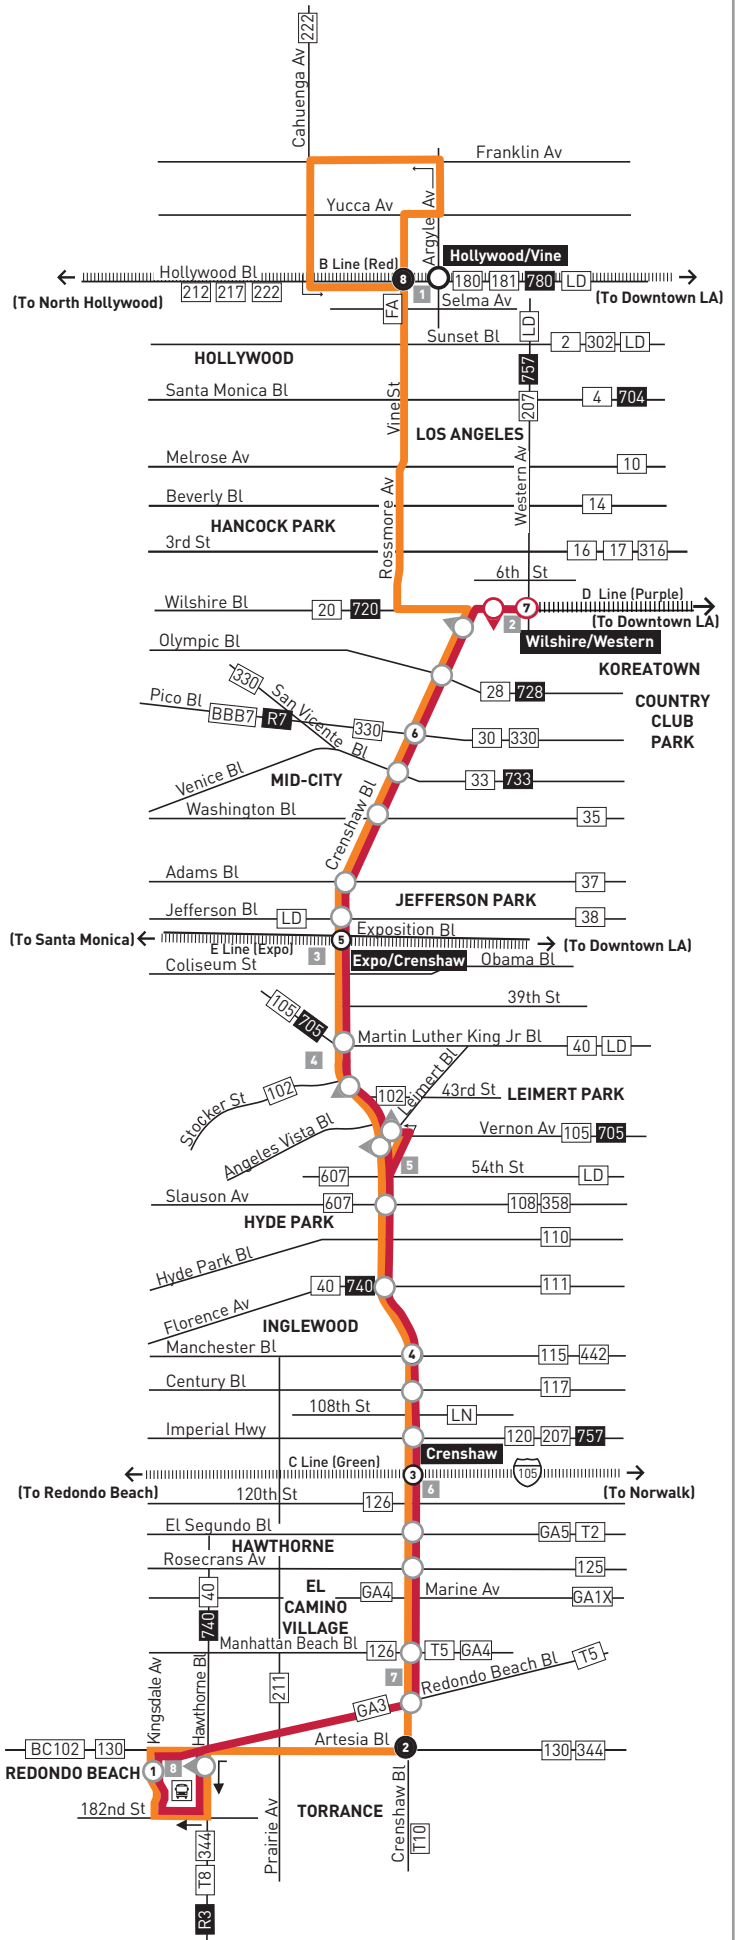 222
Cahuenga Av
Franklin Av
Yucca Av
Argyle Av
Hollywood/Vine
B Line (Red)
Hollywood Bl
8
180 181 780 LD
(To North Hollywood)
212 217 222
1
(To Downtown LA)
FA
Selma Av
LD
Sunset Bl
2 302 LD
HOLLYWOOD
757
Santa Monica Bl
4 704
207
Vine St
LOS ANGELES
Melrose Av
10
Western Av
Rossmore Av
Beverly Bl
14
HANCOCK PARK
3rd St
16 17 316
6th St
D Line (Purple)
Wilshire Bl
20 720
7
2
(To Downtown LA)
Wilshire/Western
Olympic Bl
KOREATOWN
330
28 728
Pico Bl
BBB7 R7
San Vicente Bl
330
COUNTRY
CLUB
PARK
6
30 330
Venice Bl
MID-CITY
33 733
Crenshaw Bl
Washington Bl
35
Adams Bl
37
JEFFERSON PARK
Jefferson Bl
LD
38
Exposition Bl
(To Santa Monica)
5
(To Downtown LA)
E Line (Expo)
3
Expo/Crenshaw
Obama Bl
Coliseum St
39th St
105 705
Martin Luther King Jr Bl
40 LD
4
Leimert Bl
Stocker St
102
102
43rd St
LEIMERT PARK
Angeles Vista Bl
Vernon Av
105 705
5
54th St
607
LD
Slauson Av
607
108 358
HYDE PARK
110
Hyde Park Bl
40 740
111
Florence Av
INGLEWOOD
Manchester Bl
4
115 442
Century Bl
117
108th St
LN
Imperial Hwy
120 207 757
Crenshaw
C Line (Green)
3
105
(To Redondo Beach)
6
(To Norwalk)
120th St
126
El Segundo Bl
GA5 T2
HAWTHORNE
Rosecrans Av
125
40
EL
CAMINO
VILLAGE
GA4
Marine Av
GA1X
740
Manhattan Beach Bl
126
T5 GA4
Kingsdale Av
Hawthorne Bl
211
7
Redondo Beach Bl
T5
GA3
Artesia Bl
BC102 130
2
130 344
REDONDO BEACH
1
8
182nd St
TORRANCE
Prairie Av
Crenshaw Bl
T10
344
T8
R3